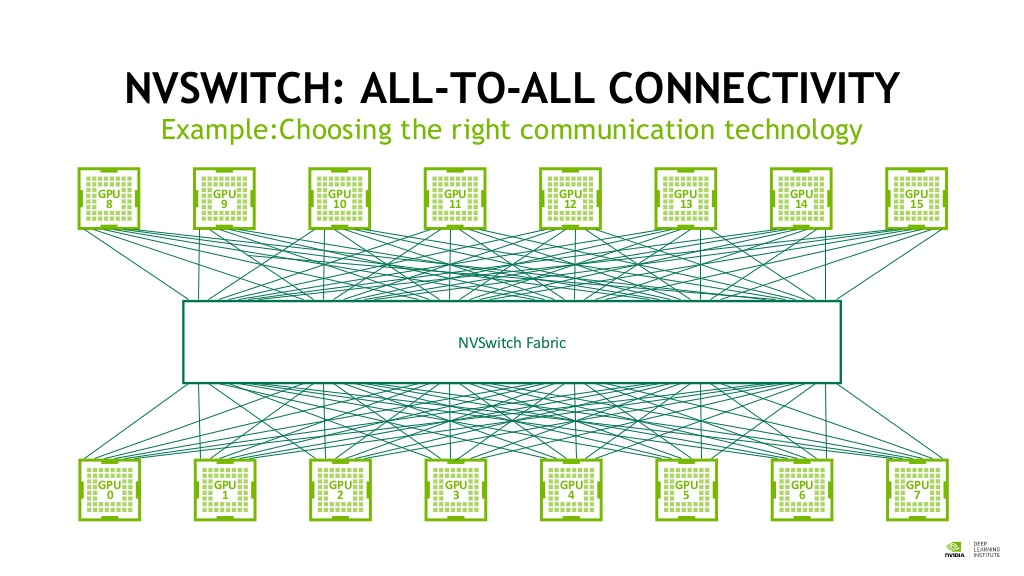 NVSWITCH: ALL-TO-ALL CONNECTIVITY
Example:Choosing the right communication technology
GPU
8
GPU
9
GPU
10
GPU
11
GPU
12
GPU
13
GPU
14
GPU
15
NVSwitch Fabric
GPU
0
GPU
1
GPU
2
GPU
3
GPU
4
GPU
5
GPU
6
GPU
7
NVIDIA
DEEP
LEARNING
INSTITUTE